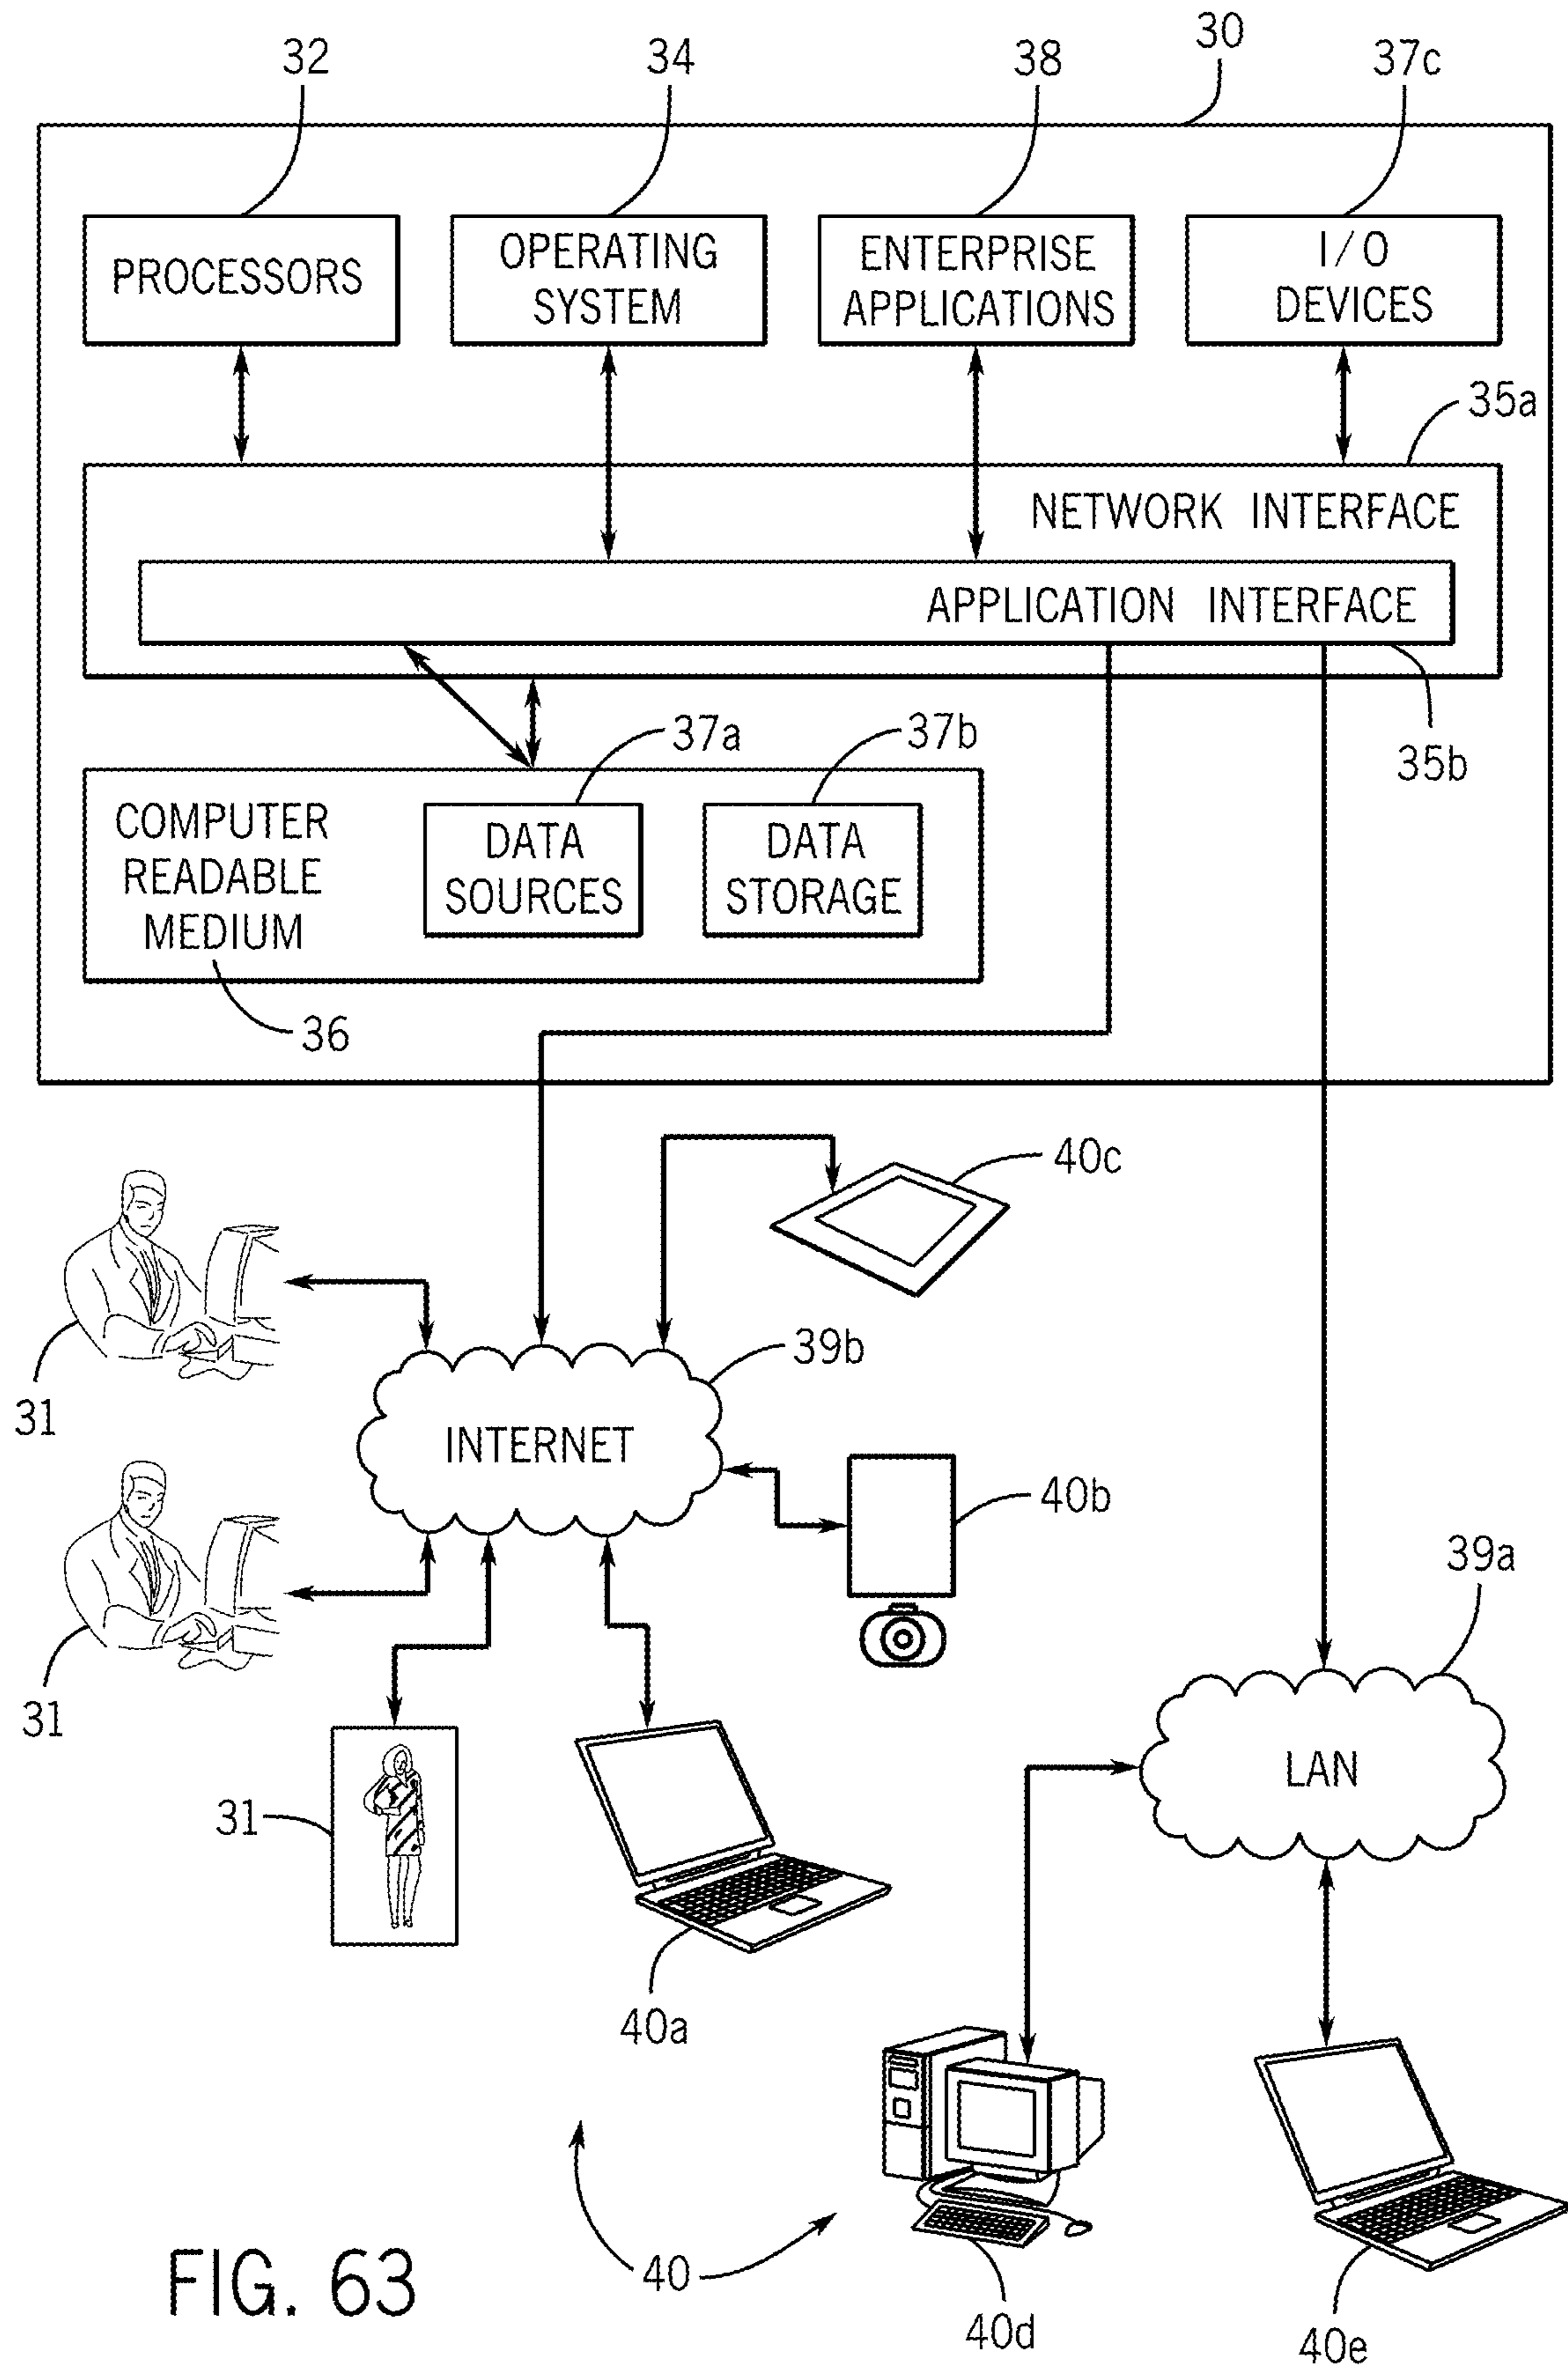 32
34
38
30
37c
PROCESSORS
OPERATING
SYSTEM
ENTERPRISE
APPLICATIONS
I/O
DEVICES
35a
NETWORK INTERFACE
APPLICATION INTERFACE
35b
37a
37b
COMPUTER
READABLE
MEDIUM
DATA
SOURCES
DATA
STORAGE
36
40c
31
39b
INTERNET
40b
39a
31
LAN
31
40a
40
40d
40e
FIG. 63